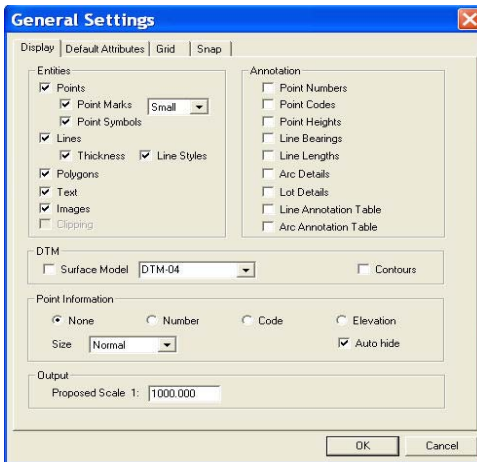 General Settings
Display Default Attributes Grid Snap
Entities
Points
Point Marks Small
Point Symbols
Lines
Thickness Line Styles
Polygons
Text
Images
Clipping
Annotation
Point Numbers
Point Codes
Point Heights
Line Bearings
Line Lengths
Arc Details
Lot Details
Line Annotation Table
Arc Annotation Table
DTM
Surface Model DTM-04 Contours
Point Information
None Number Code Elevation
Size Normal Auto hide
Output
Proposed Scale 1: 1000.000
OK Cancel